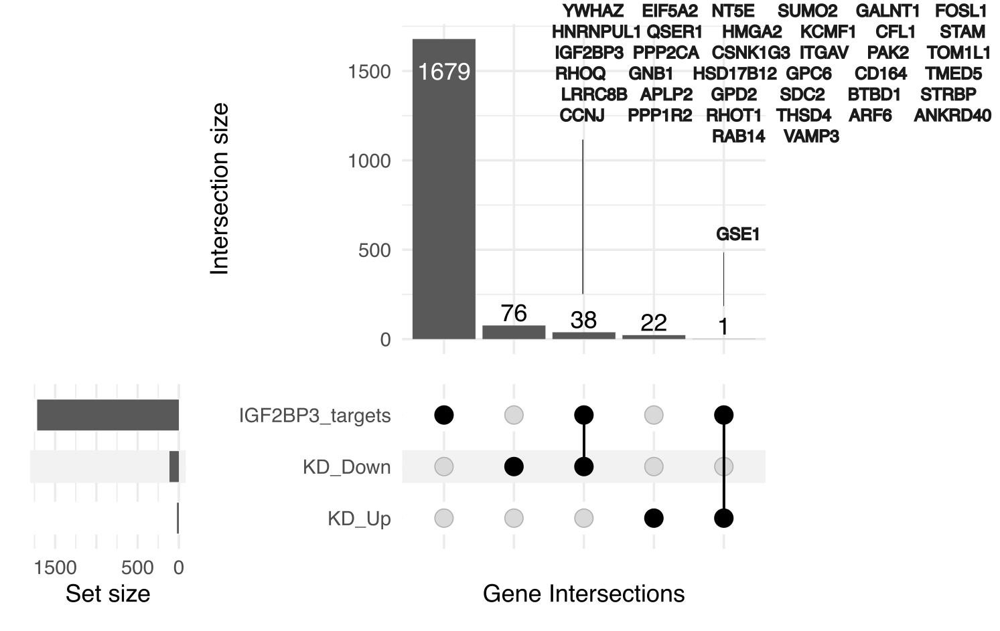 YWHAZ EIF5A2 NT5E SUMO2 GALNT1 FOSL1
HNRNPUL1 QSER1 HMGA2 KCMF1 CFL1 STAM
IGF2BP3 PPP2CA CSNK1G3 ITGAV PAK2 TOM1L1
RHOQ GNB1 HSD17B12 GPC6 CD164 TMED5
LRRC8B APLP2 GPD2 SDC2 BTBD1 STRBP
CCNJ PPP1R2 RHOT1 THSD4 ARF6 ANKRD40
RAB14 VAMP3
Intersection size
1500
1000
500
0
1679
76
38
22
1
GSE1
IGF2BP3_targets
KD_Down
KD_Up
1500 500 0
Set size
Gene Intersections